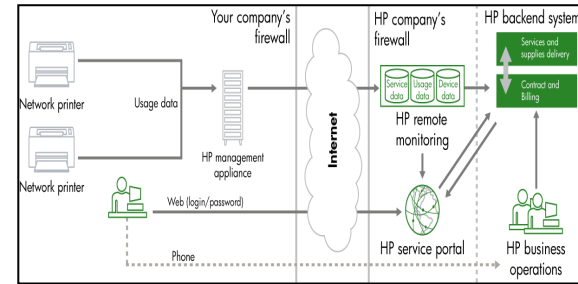 Your company's
firewall
HP company's
firewall
HP backend system
Network printer
Usage data
Network printer
HP management
appliance
Internet
Service
data
Usage
data
Device
data
HP remote
monitoring
Services and
supplies delivery
Contract and
Billing
Web (login/password)
HP service portal
HP business
operations
Phone